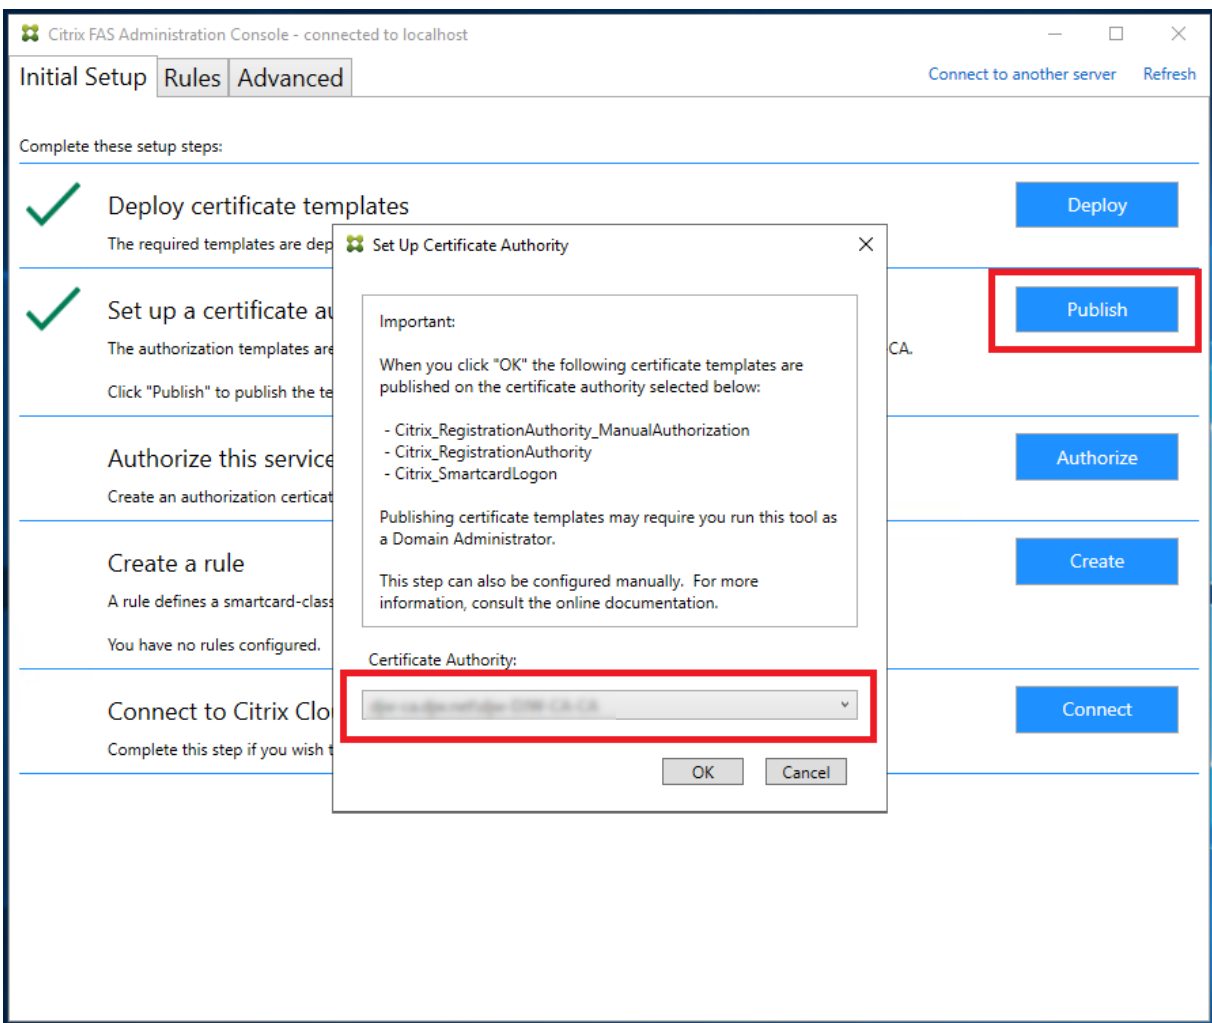 Citrix FAS Administration Console - connected to localhost
Initial Setup
Rules
Advanced
Connect to another server
Refresh
Complete these setup steps:
Deploy certificate templates
Deploy
The required templates are dep
Set Up Certificate Authority
Set up a certificate au
Publish
The authorization templates are
CA.
Click "Publish" to publish the te
Important:
When you click "OK" the following certificate templates are
published on the certificate authority selected below:
- Citrix_RegistrationAuthority_ManualAuthorization
- Citrix_RegistrationAuthority
- Citrix_SmartcardLogon
Publishing certificate templates may require you run this tool as
a Domain Administrator.
This step can also be configured manually.  For more
information, consult the online documentation.
Certificate Authority:
OK
Cancel
Authorize this service
Authorize
Create an authorization certicat
Create a rule
Create
A rule defines a smartcard-class
You have no rules configured.
Connect to Citrix Clo
Connect
Complete this step if you wish t